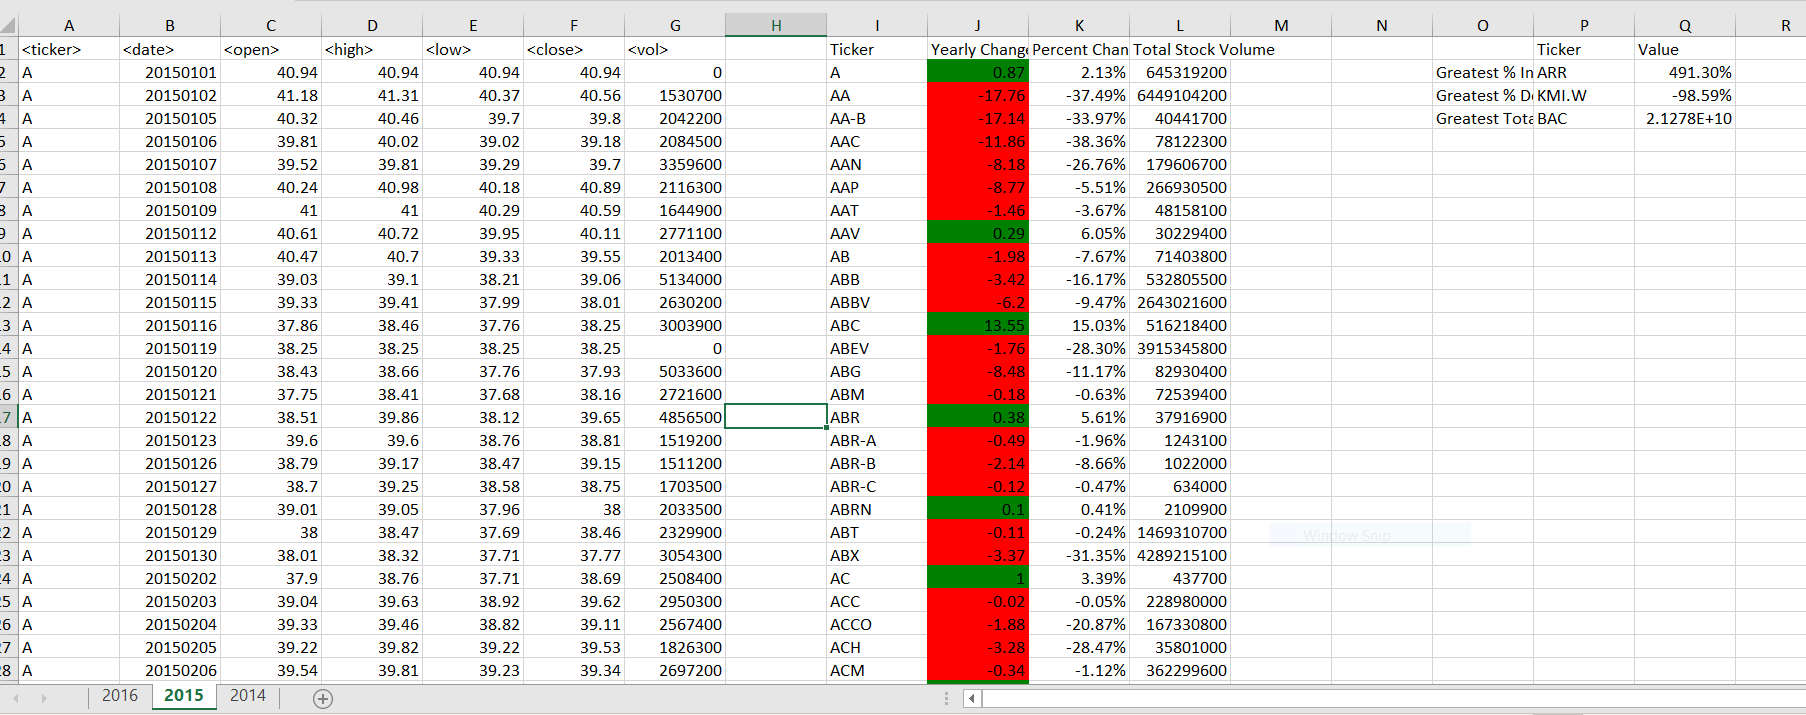 A B C D E F G H I J K L M N O P Q R
1 <ticker> <date> <open> <high> <low> <close> <vol> Ticker Yearly Change Percent Chan Total Stock Volume Ticker Value
2 A 20150101 40.94 40.94 40.94 40.94 0 A 0.87 2.13% 645319200 Greatest % In ARR 491.30%
3 A 20150102 41.18 41.31 40.37 40.56 1530700 AA -17.76 -37.49% 6449104200 Greatest % De KMI.W -98.59%
4 A 20150105 40.32 40.46 39.7 39.8 2042200 AA-B -17.14 -33.97% 40441700 Greatest Tota BAC 2.1278E+10
5 A 20150106 39.81 40.02 39.02 39.18 2084500 AAC -11.86 -38.36% 78122300
6 A 20150107 39.52 39.81 39.29 39.7 3359600 AAN -8.18 -26.76% 179606700
7 A 20150108 40.24 40.98 40.18 40.89 2116300 AAP -8.77 -5.51% 266930500
8 A 20150109 41 41 40.29 40.59 1644900 AAT -1.46 -3.67% 48158100
9 A 20150112 40.61 40.72 39.95 40.11 2771100 AAV 0.29 6.05% 30229400
0 A 20150113 40.47 40.7 39.33 39.55 2013400 AB -1.98 -7.67% 71403800
1 A 20150114 39.03 39.1 38.21 39.06 5134000 ABB -3.42 -16.17% 532805500
2 A 20150115 39.33 39.41 37.99 38.01 2630200 ABBV -6.2 -9.47% 2643021600
3 A 20150116 37.86 38.46 37.76 38.25 3003900 ABC 13.55 15.03% 516218400
4 A 20150119 38.25 38.25 38.25 38.25 0 ABEV -1.76 -28.30% 3915345800
5 A 20150120 38.43 38.66 37.76 37.93 5033600 ABG -8.48 -11.17% 82930400
6 A 20150121 37.75 38.41 37.68 38.16 2721600 ABM -0.18 -0.63% 72539400
7 A 20150122 38.51 39.86 38.12 39.65 4856500 ABR 0.38 5.61% 37916900
8 A 20150123 39.6 39.6 38.76 38.81 1519200 ABR-A -0.49 -1.96% 1243100
9 A 20150126 38.79 39.17 38.47 39.15 1511200 ABR-B -2.14 -8.66% 1022000
0 A 20150127 38.7 39.25 38.58 38.75 1703500 ABR-C -0.12 -0.47% 634000
1 A 20150128 39.01 39.05 37.96 38 2033500 ABRN 0.1 0.41% 2109900
2 A 20150129 38 38.47 37.69 38.46 2329900 ABT -0.11 -0.24% 1469310700 Window Snip
3 A 20150130 38.01 38.32 37.71 37.77 3054300 ABX -3.37 -31.35% 4289215100
4 A 20150202 37.9 38.76 37.71 38.69 2508400 AC 1 3.39% 437700
5 A 20150203 39.04 39.63 38.92 39.62 2950300 ACC -0.02 -0.05% 228980000
6 A 20150204 39.33 39.46 38.82 39.11 2567400 ACCO -1.88 -20.87% 167330800
7 A 20150205 39.22 39.82 39.22 39.53 1826300 ACH -3.28 -28.47% 35801000
8 A 20150206 39.54 39.81 39.23 39.34 2697200 ACM -0.34 -1.12% 362299600
2016 2015 2014